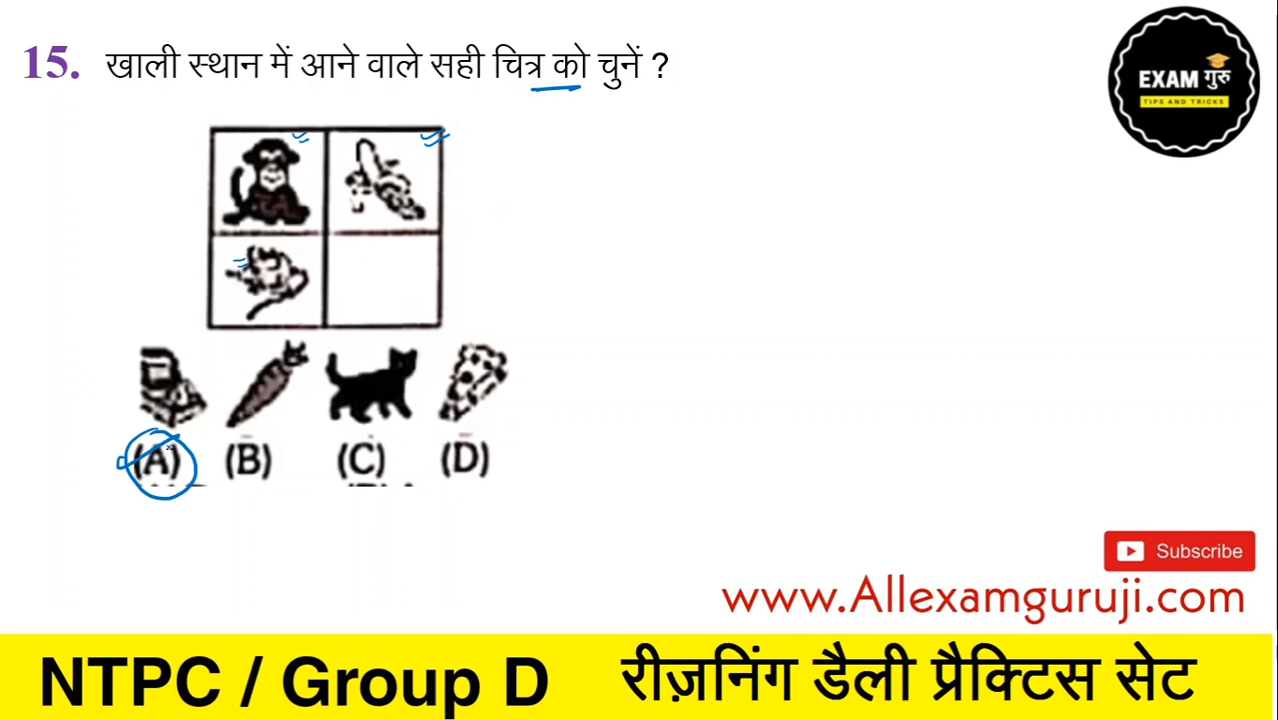 15. खाली स्थान में आने वाले सही चित्र को चुनें ?
EXAM गुरु
TIPS AND TRICKS
(A) (B) (C) (D)
Subscribe
www.Allexamguruji.com
NTPC / Group D रीज़निंग डैली प्रैक्टिस सेट